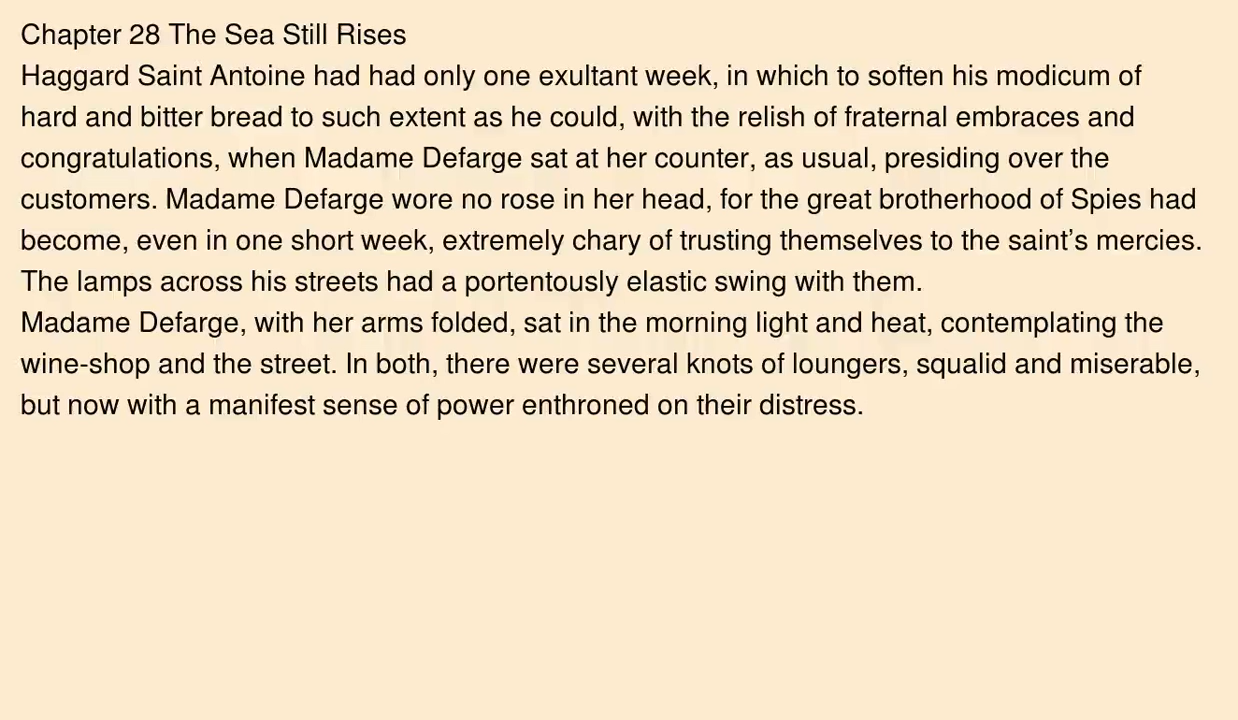 Chapter 28 The Sea Still Rises
Haggard Saint Antoine had had only one exultant week, in which to soften his modicum of
hard and bitter bread to such extent as he could, with the relish of fraternal embraces and
congratulations, when Madame Defarge sat at her counter, as usual, presiding over the
customers. Madame Defarge wore no rose in her head, for the great brotherhood of Spies had
become, even in one short week, extremely chary of trusting themselves to the saint’s mercies.
The lamps across his streets had a portentously elastic swing with them.
Madame Defarge, with her arms folded, sat in the morning light and heat, contemplating the
wine-shop and the street. In both, there were several knots of loungers, squalid and miserable,
but now with a manifest sense of power enthroned on their distress.